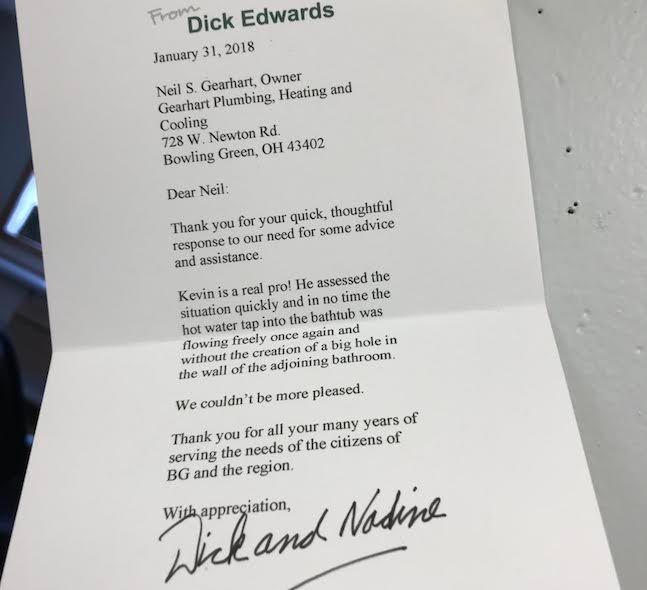 From
Dick Edwards
January 31, 2018
Neil S. Gearhart, Owner
Gearhart Plumbing, Heating and
Cooling
728 W. Newton Rd.
Bowling Green, OH 43402
Dear Neil:
Thank you for your quick, thoughtful
response to our need for some advice
and assistance.
Kevin is a real pro! He assessed the
situation quickly and in no time the
hot water tap into the bathtub was
flowing freely once again and
without the creation of a big hole in
the wall of the adjoining bathroom.
We couldn't be more pleased.
Thank you for all your many years of
serving the needs of the citizens of
BG and the region.
With appreciation,
Dick and Nadine